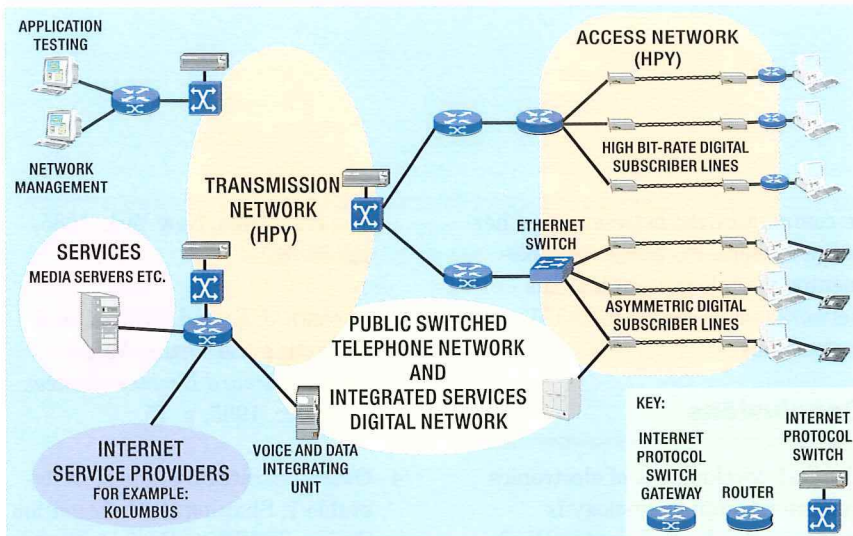 APPLICATION
TESTING
NETWORK
MANAGEMENT
TRANSMISSION
NETWORK
(HPY)
ACCESS NETWORK
(HPY)
HIGH BIT-RATE DIGITAL
SUBSCRIBER LINES
ETHERNET
SWITCH
ASYMMETRIC DIGITAL
SUBSCRIBER LINES
SERVICES
MEDIA SERVERS ETC.
PUBLIC SWITCHED
TELEPHONE NETWORK
AND
INTEGRATED SERVICES
DIGITAL NETWORK
INTERNET
SERVICE PROVIDERS
FOR EXAMPLE:
KOLUMBUS
VOICE AND DATA
INTEGRATING
UNIT
KEY:
INTERNET
PROTOCOL
SWITCH
GATEWAY
ROUTER
INTERNET
PROTOCOL
SWITCH